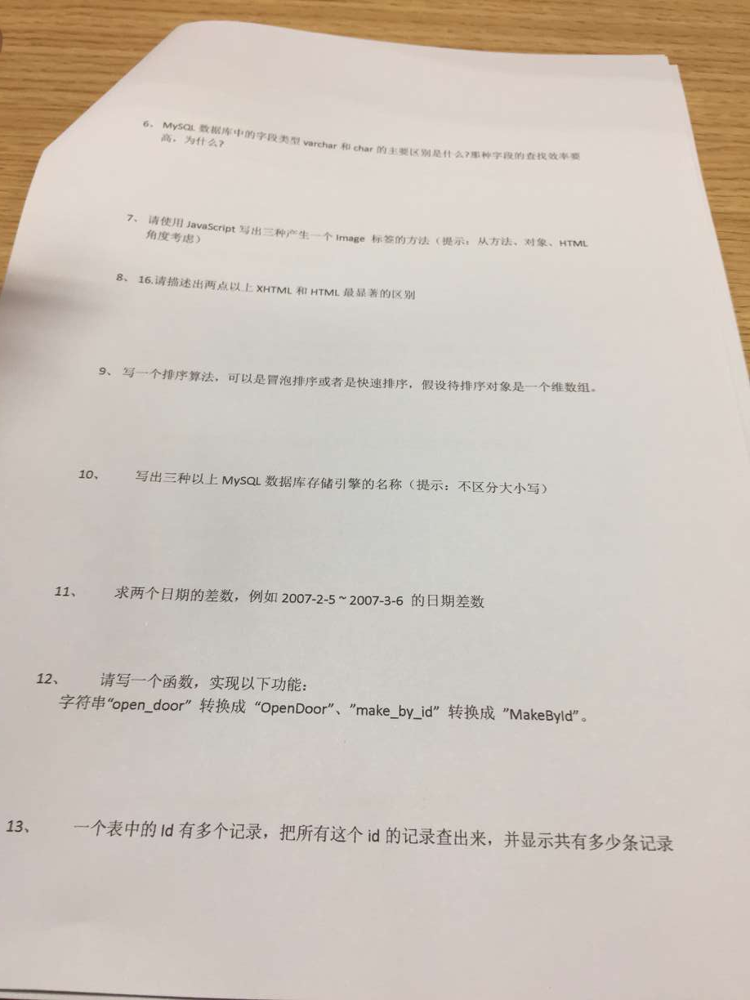 6、 MySQL 数据库中的字段类型 varchar 和 char 的主要区别是什么?那种字段的查找效率要
高，为什么?
7、 请使用 JavaScript 写出三种产生一个 Image 标签的方法（提示：从方法、对象、HTML
角度考虑）
8、 16.请描述出两点以上 XHTML 和 HTML 最显著的区别
9、 写一个排序算法，可以是冒泡排序或者是快速排序，假设待排序对象是一个维数组。
10、 写出三种以上 MySQL 数据库存储引擎的名称（提示：不区分大小写）
11、 求两个日期的差数，例如 2007-2-5 ~ 2007-3-6 的日期差数
12、 请写一个函数，实现以下功能：
字符串“open_door” 转换成 “OpenDoor”、”make_by_id” 转换成 ”MakeById”。
13、 一个表中的 Id 有多个记录，把所有这个 id 的记录查出来，并显示共有多少条记录